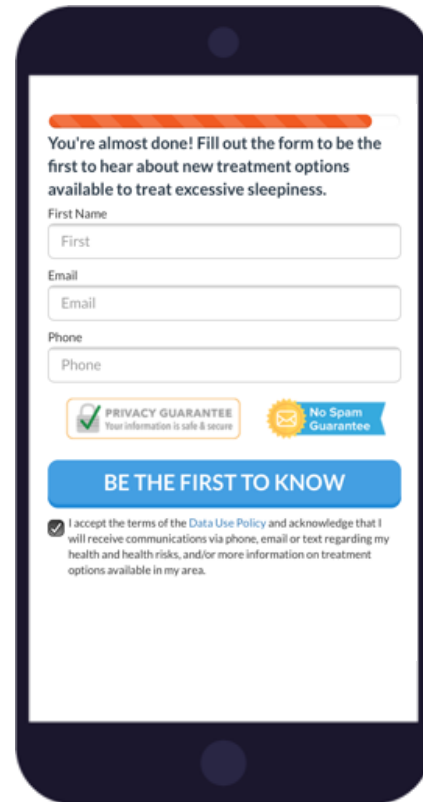 You're almost done! Fill out the form to be the
first to hear about new treatment options
available to treat excessive sleepiness.
First Name
First
Email
Email
Phone
Phone
PRIVACY GUARANTEE
Your information is safe & secure
No Spam
Guarantee
BE THE FIRST TO KNOW
I accept the terms of the Data Use Policy and acknowledge that I
will receive communications via phone, email or text regarding my
health and health risks, and/or more information on treatment
options available in my area.